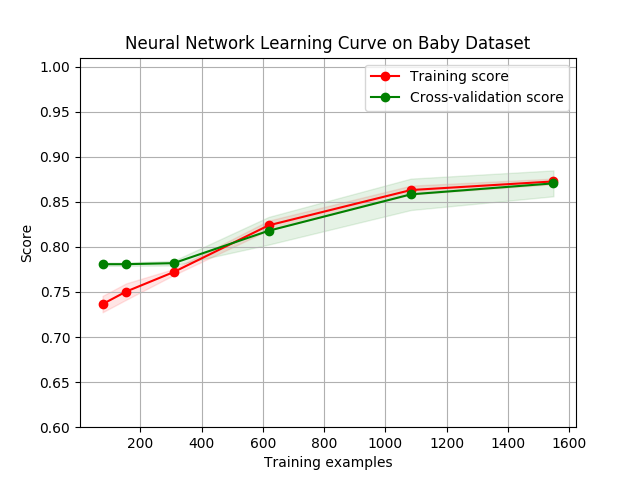 Neural Network Learning Curve on Baby Dataset
Training score
Cross-validation score
1.00
0.95
0.90
0.85
0.80
0.75
0.70
0.65
0.60
Score
200 400 600 800 1000 1200 1400 1600
Training examples